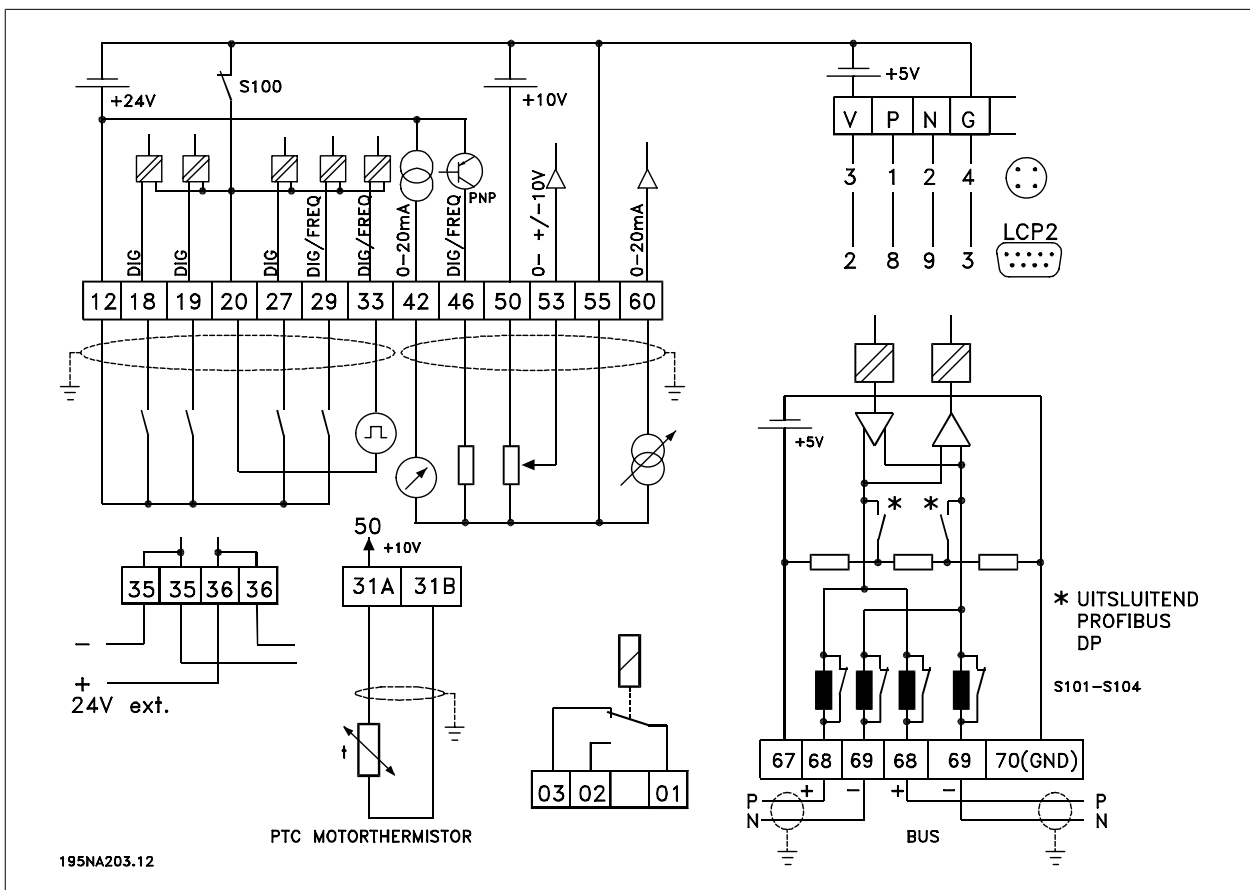 +24V
S100
+10V
+5V
V P N G
3 1 2 4
LCP2
2 8 9 3
PNP
DIG
DIG
DIG
DIG/FREQ
DIG/FREQ
0-20mA
DIG/FREQ
0- +/-10V
0-20mA
12 18 19 20 27 29 33 42 46 50 53 55 60
+5V
* *
50
+10V
35 35 36 36
31A 31B
-
+
24V ext.
t
PTC MOTORTHERMISTOR
03 02 01
* UITSLUITEND
PROFIBUS
DP
S101-S104
67 68 69 68 69 70(GND)
+ - + -
P P
N N
BUS
195NA203.12